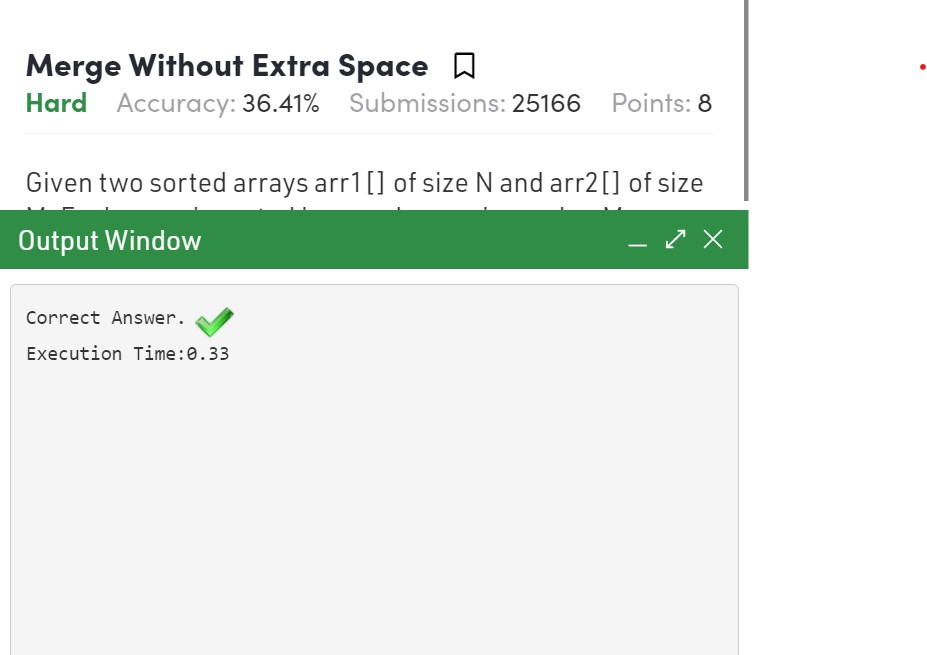 Merge Without Extra Space
Hard Accuracy: 36.41% Submissions: 25166 Points: 8
Given two sorted arrays arr1[] of size N and arr2[] of size
Output Window
Correct Answer.
Execution Time:0.33